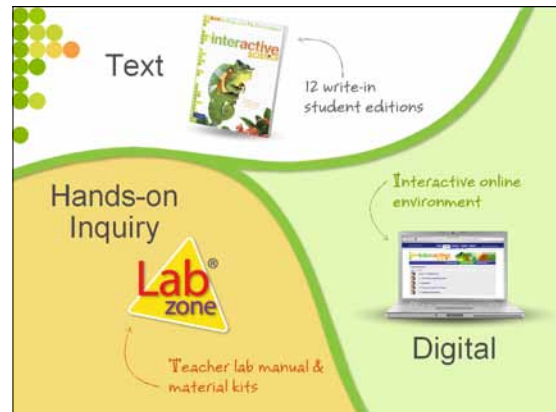 Text
interactive
science
12 write-in
student editions
Hands-on
Inquiry
Interactive online
environment
Lab®
zone
Teacher lab manual &
material kits
Digital